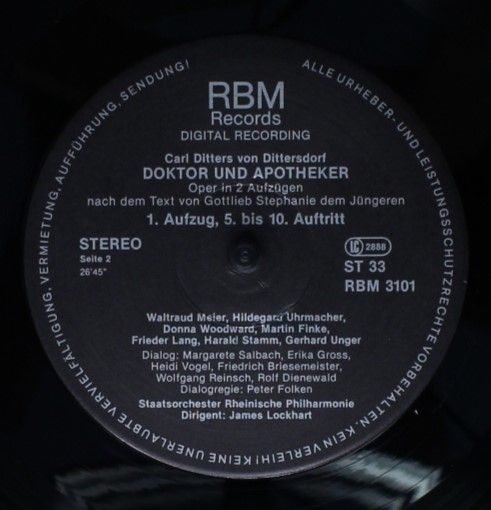 ALLE URHEBER- UND LEISTUNGSSCHUTZRECHTE VORBEHALTEN. KEIN VERLEIH! KEINE UNERLAUBTE VERVIELFÄLTIGUNG, VERMIETUNG, AUFFÜHRUNG, SENDUNG!
RBM
Records
DIGITAL RECORDING
Carl Ditters von Dittersdorf
DOKTOR UND APOTHEKER
Oper in 2 Aufzügen
nach dem Text von Gottlieb Stephanie dem Jüngeren
1. Aufzug, 5. bis 10. Auftritt
STEREO
Seite 2
26'45"
LC 2888
ST 33
RBM 3101
Waltraud Meier, Hildegard Uhrmacher,
Donna Woodward, Martin Finke,
Frieder Lang, Harald Stamm, Gerhard Unger
Dialog: Margarete Salbach, Erika Gross,
Heidi Vogel, Friedrich Briesemeister,
Wolfgang Reinsch, Rolf Dienewald
Dialogregie: Peter Folken
Staatsorchester Rheinische Philharmonie
Dirigent: James Lockhart